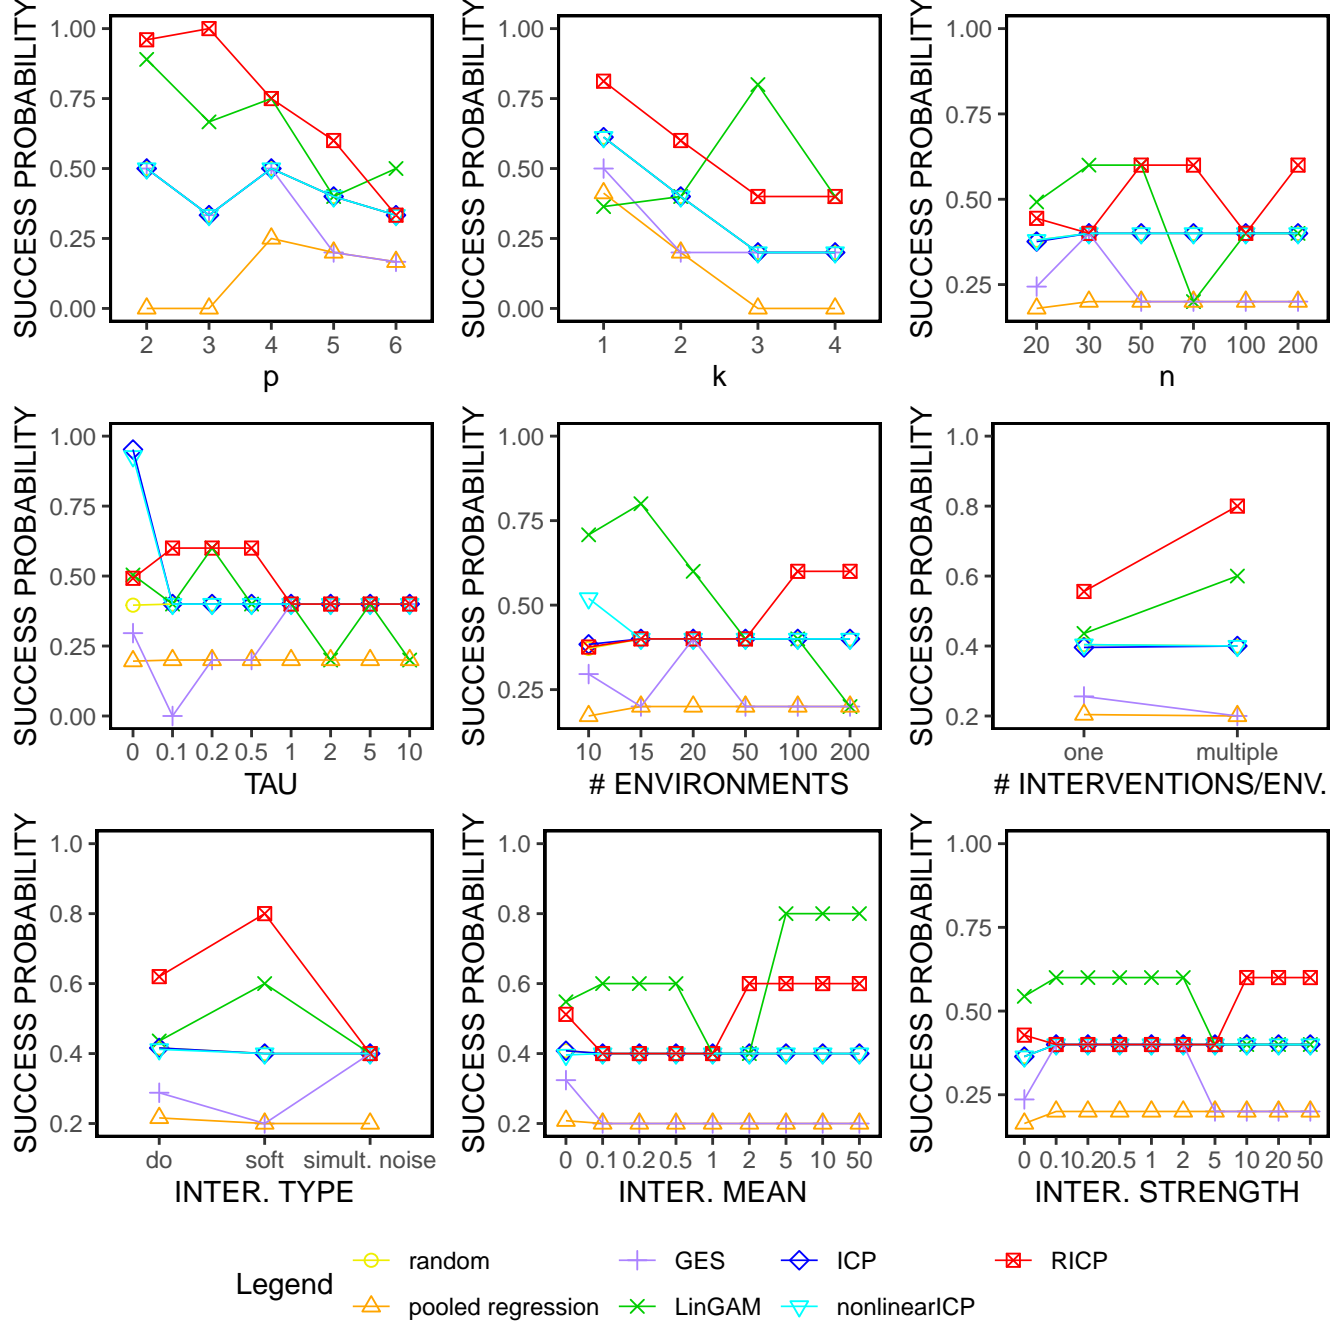 SUCCESS PROBABILITY
1.00
0.75
0.50
0.25
0.00
2 3 4 5 6
p
SUCCESS PROBABILITY
1.00
0.75
0.50
0.25
0.00
1 2 3 4
k
SUCCESS PROBABILITY
1.00
0.75
0.50
0.25
20 30 50 70 100 200
n
SUCCESS PROBABILITY
1.00
0.75
0.50
0.25
0.00
0 0.1 0.2 0.5 1 2 5 10
TAU
SUCCESS PROBABILITY
1.00
0.75
0.50
0.25
10 15 20 50 100 200
# ENVIRONMENTS
SUCCESS PROBABILITY
1.0
0.8
0.6
0.4
0.2
one multiple
# INTERVENTIONS/ENV.
SUCCESS PROBABILITY
1.0
0.8
0.6
0.4
0.2
do soft simult. noise
INTER. TYPE
SUCCESS PROBABILITY
1.0
0.8
0.6
0.4
0.2
0 0.1 0.2 0.5 1 2 5 10 50
INTER. MEAN
SUCCESS PROBABILITY
1.00
0.75
0.50
0.25
0 0.1 0.2 0.5 1 2 5 10 20 50
INTER. STRENGTH
Legend
random GES ICP RICP
pooled regression LinGAM nonlinearICP